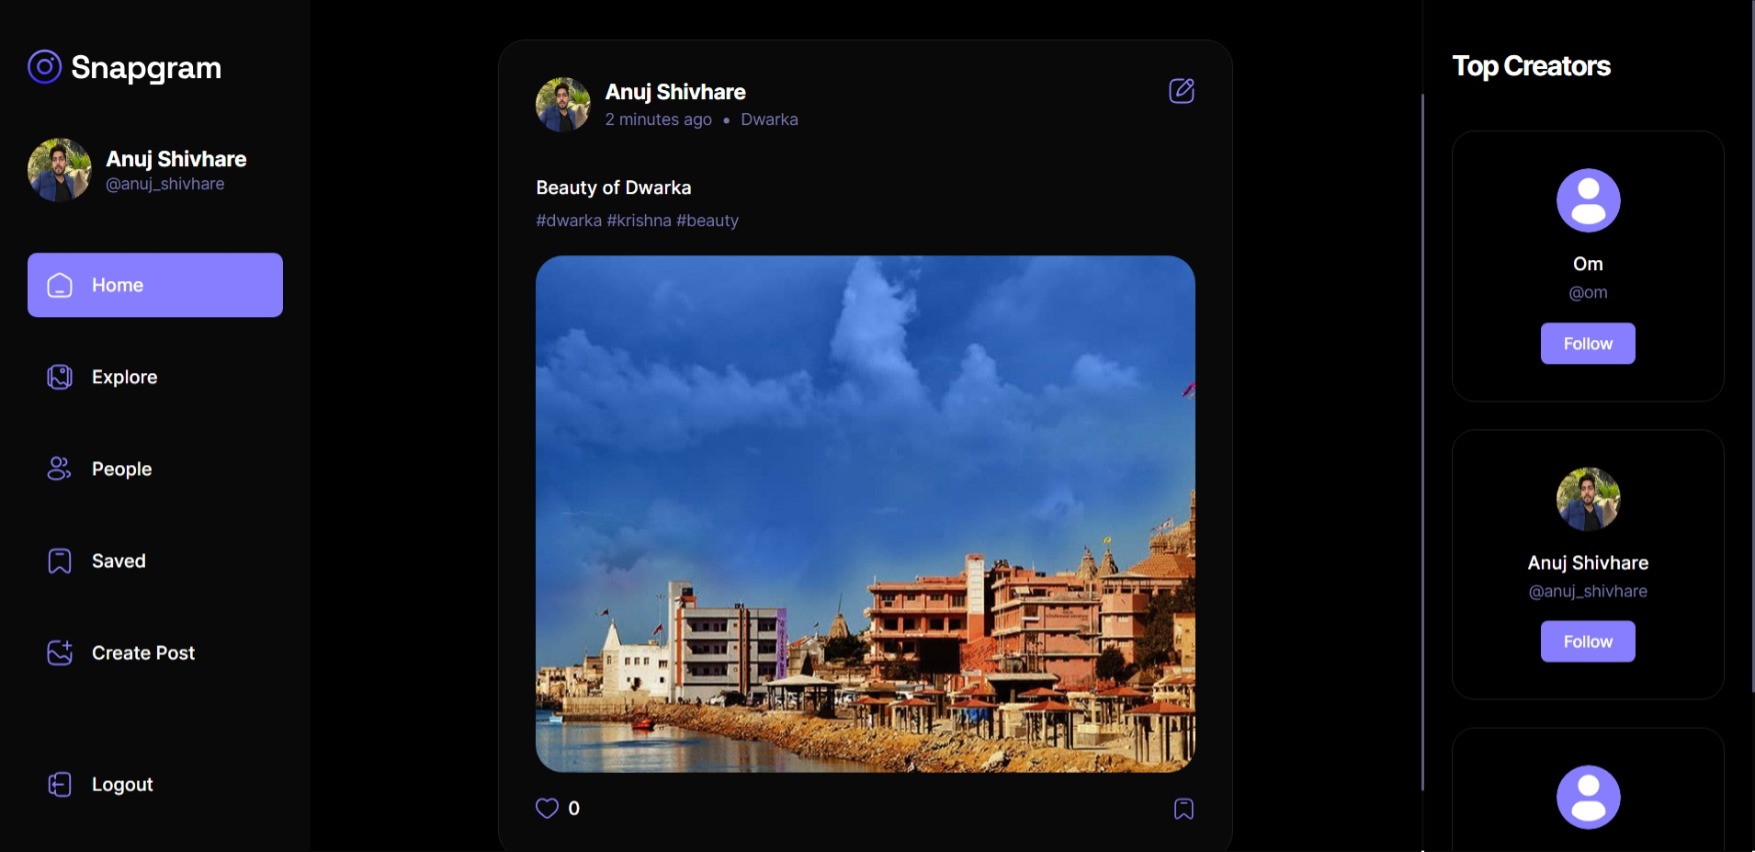 Snapgram
Anuj Shivhare
@anuj_shivhare
Home
Explore
People
Saved
Create Post
Logout
Anuj Shivhare
2 minutes ago • Dwarka
Beauty of Dwarka
#dwarka #krishna #beauty
0
Top Creators
Om
@om
Follow
Anuj Shivhare
@anuj_shivhare
Follow